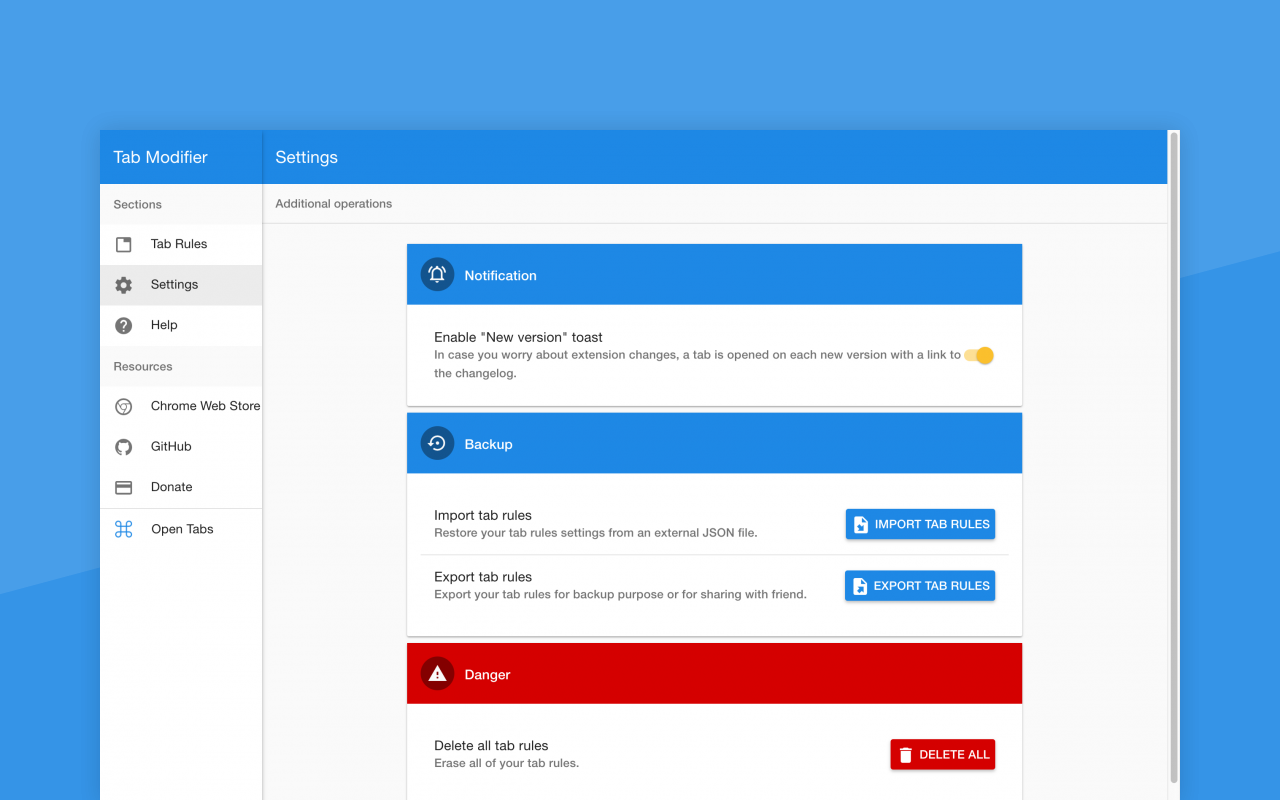 Tab Modifier
Settings
Sections
Additional operations
Tab Rules
Settings
Help
Resources
Chrome Web Store
GitHub
Donate
Open Tabs
Notification
Enable "New version" toast
In case you worry about extension changes, a tab is opened on each new version with a link to
the changelog.
Backup
Import tab rules
Restore your tab rules settings from an external JSON file.
IMPORT TAB RULES
Export tab rules
Export your tab rules for backup purpose or for sharing with friend.
EXPORT TAB RULES
Danger
Delete all tab rules
Erase all of your tab rules.
DELETE ALL